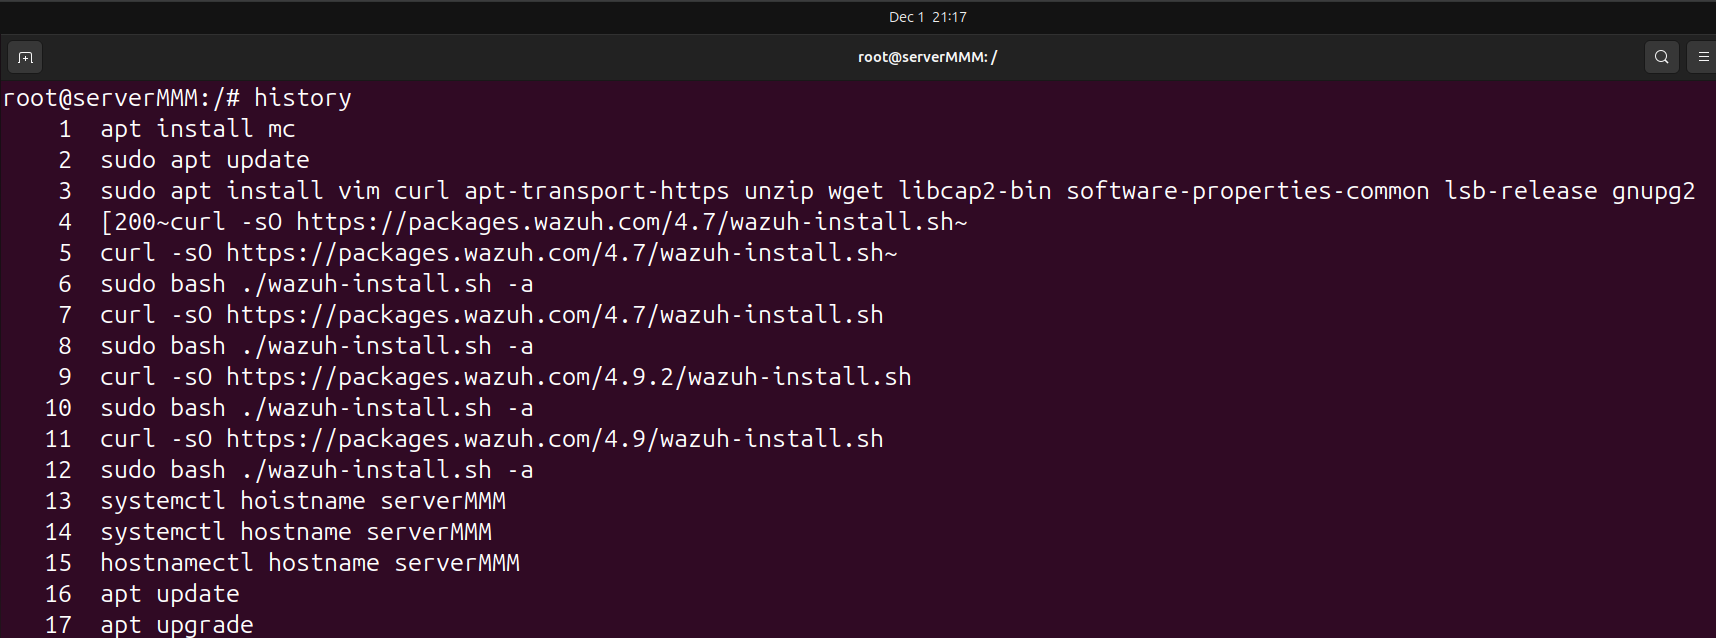 Dec 1 21:17
root@serverMMM: /
root@serverMMM:/# history
1 apt install mc
2 sudo apt update
3 sudo apt install vim curl apt-transport-https unzip wget libcap2-bin software-properties-common lsb-release gnupg2
4 [200~curl -sO https://packages.wazuh.com/4.7/wazuh-install.sh~
5 curl -sO https://packages.wazuh.com/4.7/wazuh-install.sh~
6 sudo bash ./wazuh-install.sh -a
7 curl -sO https://packages.wazuh.com/4.7/wazuh-install.sh
8 sudo bash ./wazuh-install.sh -a
9 curl -sO https://packages.wazuh.com/4.9.2/wazuh-install.sh
10 sudo bash ./wazuh-install.sh -a
11 curl -sO https://packages.wazuh.com/4.9/wazuh-install.sh
12 sudo bash ./wazuh-install.sh -a
13 systemctl hoistname serverMMM
14 systemctl hostname serverMMM
15 hostnamectl hostname serverMMM
16 apt update
17 apt upgrade